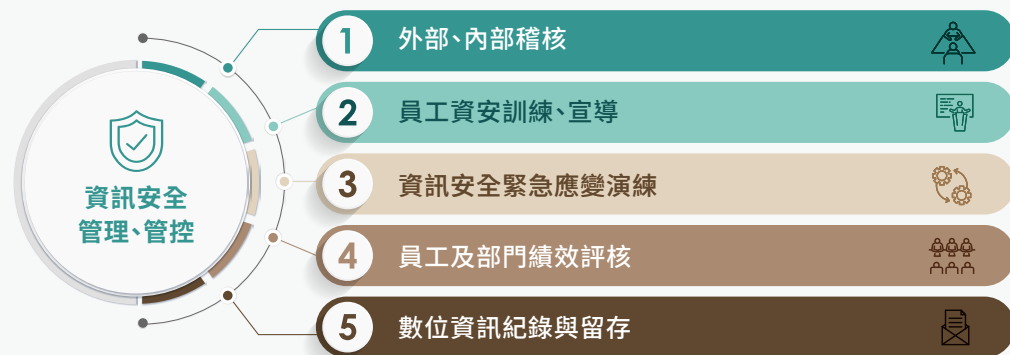 資訊安全
管理、管控
1 外部、內部稽核
2 員工資安訓練、宣導
3 資訊安全緊急應變演練
4 員工及部門績效評核
5 數位資訊紀錄與留存